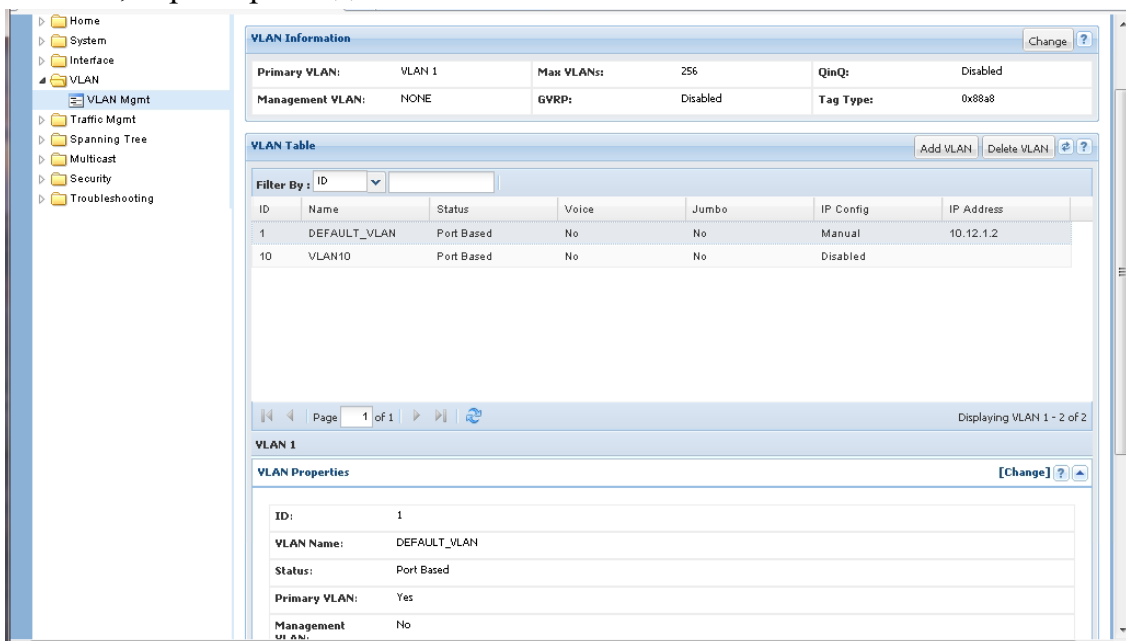 Home
System
Interface
VLAN
VLAN Mgmt
Traffic Mgmt
Spanning Tree
Multicast
Security
Troubleshooting
VLAN Information
Change ?
Primary VLAN: VLAN 1 Max VLANs: 256 QinQ: Disabled
Management VLAN: NONE GVRP: Disabled Tag Type: 0x88a8
VLAN Table
Add VLAN Delete VLAN ?
Filter By : ID
ID Name Status Voice Jumbo IP Config IP Address
1 DEFAULT_VLAN Port Based No No Manual 10.12.1.2
10 VLAN10 Port Based No No Disabled
Page 1 of 1
Displaying VLAN 1 - 2 of 2
VLAN 1
VLAN Properties
[Change] ?
ID: 1
VLAN Name: DEFAULT_VLAN
Status: Port Based
Primary VLAN: Yes
Management No
VLAN: